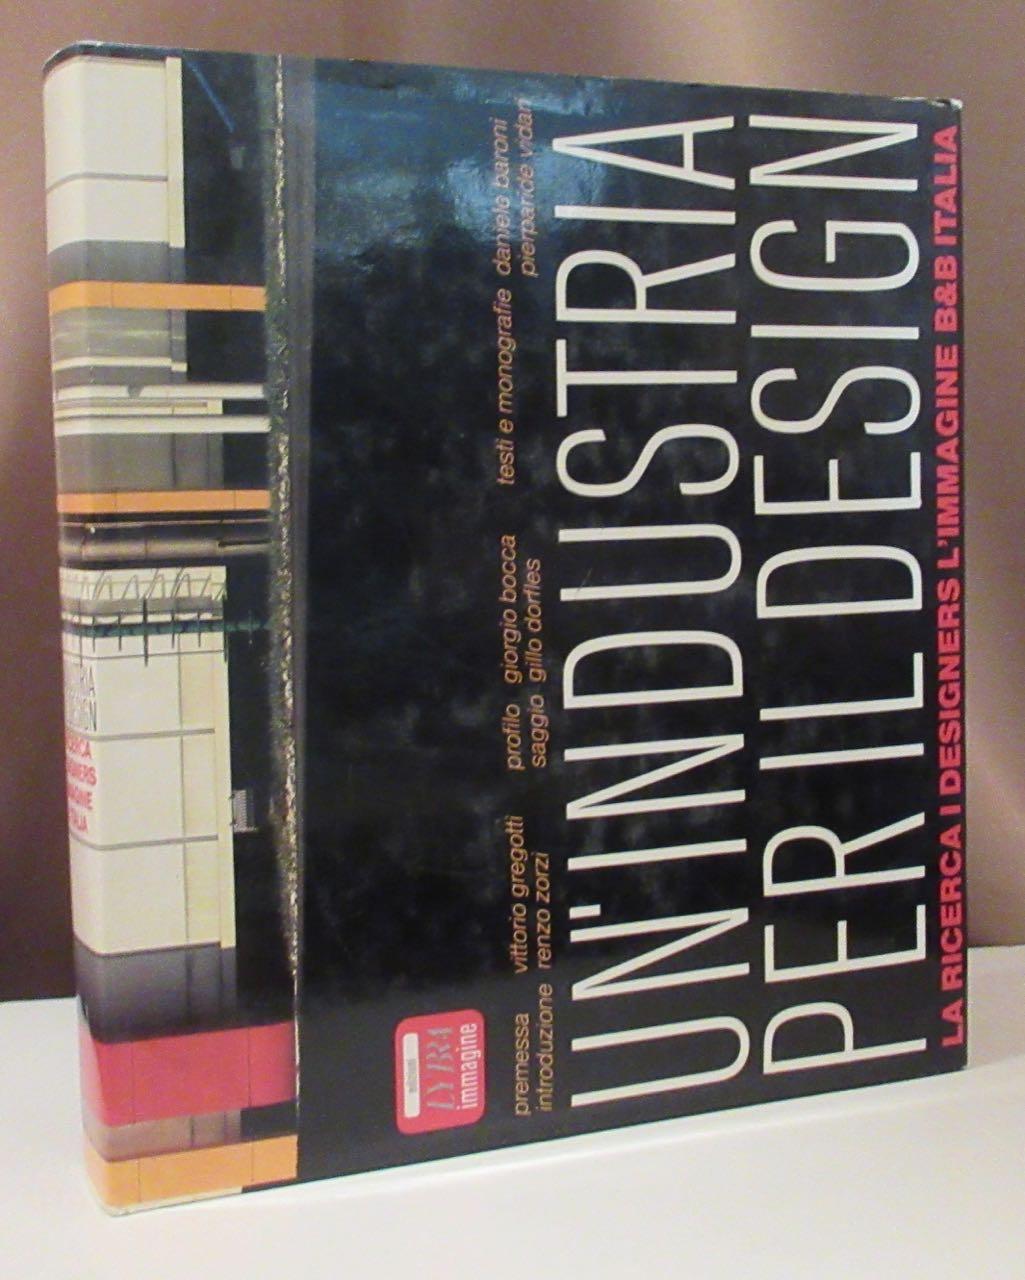 edizioni
LYBRA
immagine
premessa vittorio gregotti
introduzione renzo zorzi
profilo giorgio bocca
saggio gillo dorfles
testi e monografie daniele baroni
pierparide vidari
UN'INDUSTRIA
PER IL DESIGN
LA RICERCA I DESIGNERS L'IMMAGINE B&B ITALIA